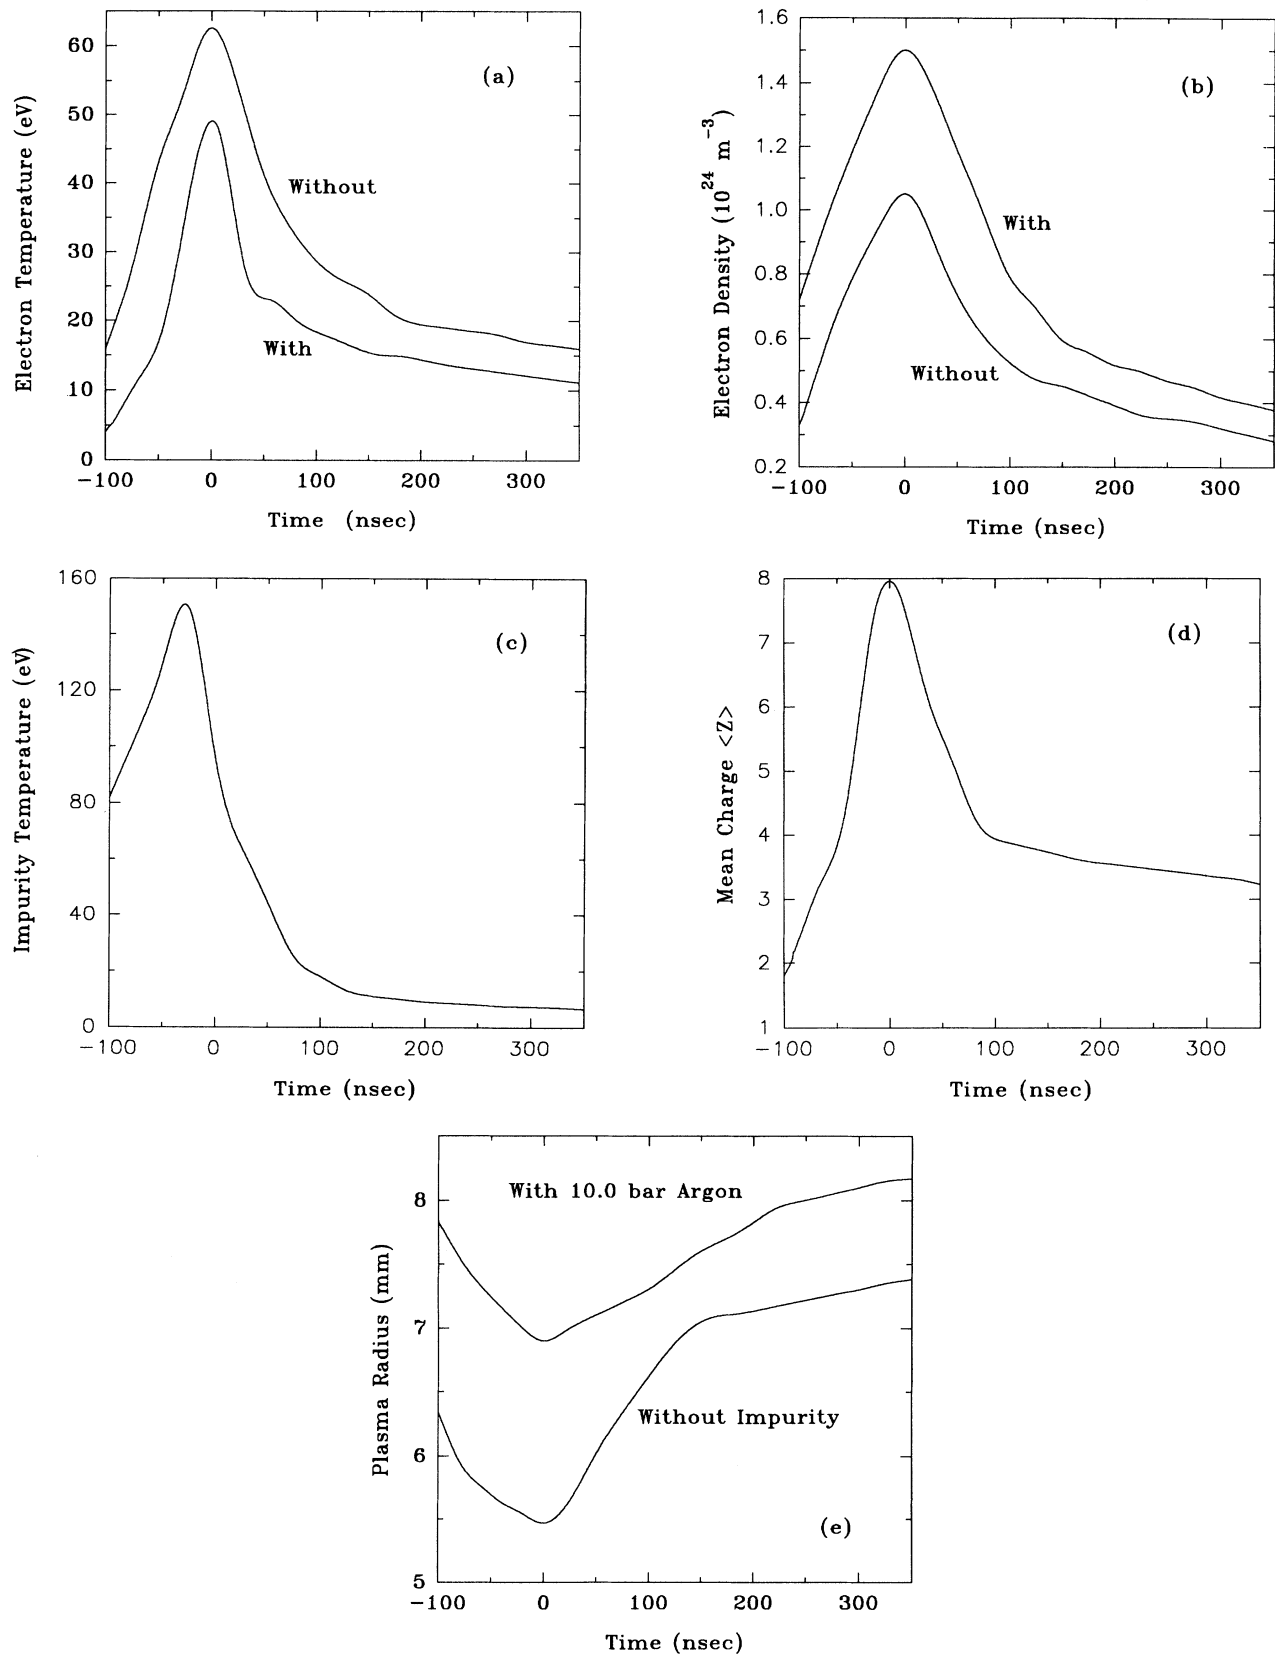 (a)
60
50
40
30
20
10
0
Electron Temperature (eV)
Without
With
-100 0 100 200 300
Time (nsec)
(b)
1.6
1.4
1.2
1.0
0.8
0.6
0.4
0.2
Electron Density (10^24 m^-3)
With
Without
-100 0 100 200 300
Time (nsec)
(c)
160
120
80
40
0
Impurity Temperature (eV)
-100 0 100 200 300
Time (nsec)
(d)
8
7
6
5
4
3
2
1
Mean Charge <Z>
-100 0 100 200 300
Time (nsec)
With 10.0 bar Argon
8
7
6
5
Plasma Radius (mm)
Without Impurity
(e)
-100 0 100 200 300
Time (nsec)